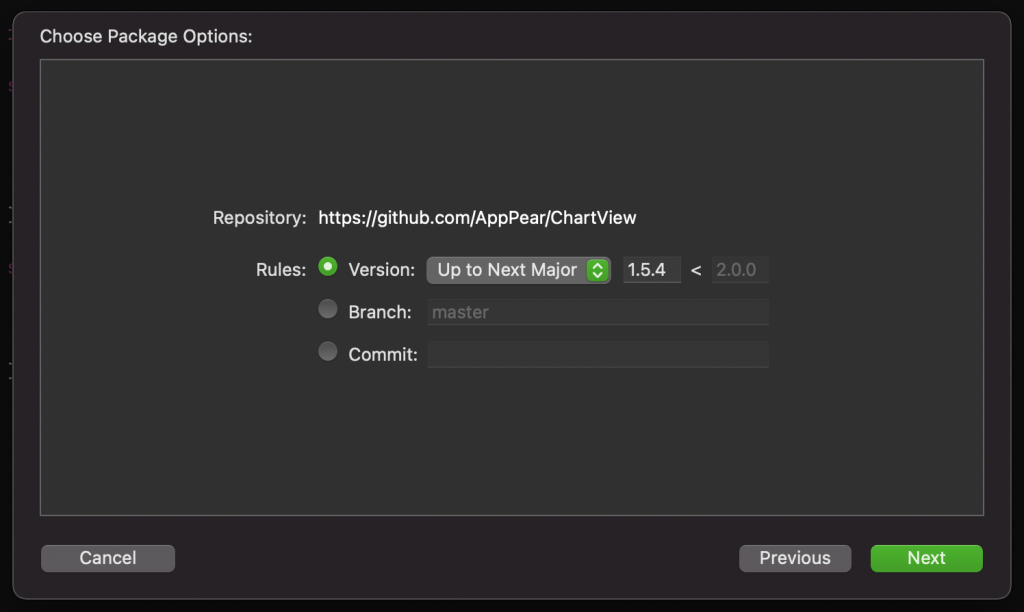 Choose Package Options:
Repository: https://github.com/AppPear/ChartView
Rules: Version: Up to Next Major 1.5.4 < 2.0.0
Branch: master
Commit:
Cancel Previous Next